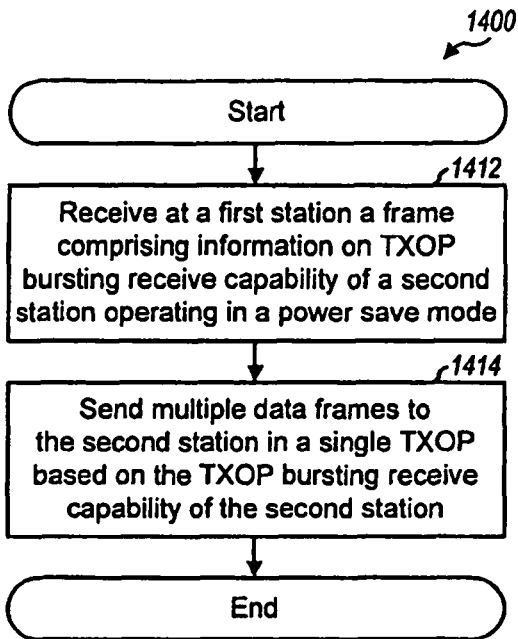 1400
Start
1412
Receive at a first station a frame
comprising information on TXOP
bursting receive capability of a second
station operating in a power save mode
1414
Send multiple data frames to
the second station in a single TXOP
based on the TXOP bursting receive
capability of the second station
End